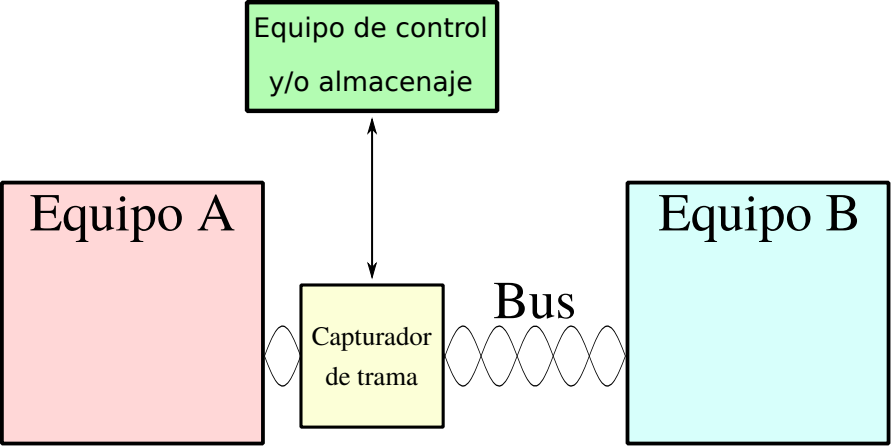 Equipo de control
y/o almacenaje
Equipo A
Equipo B
Bus
Capturador
de trama